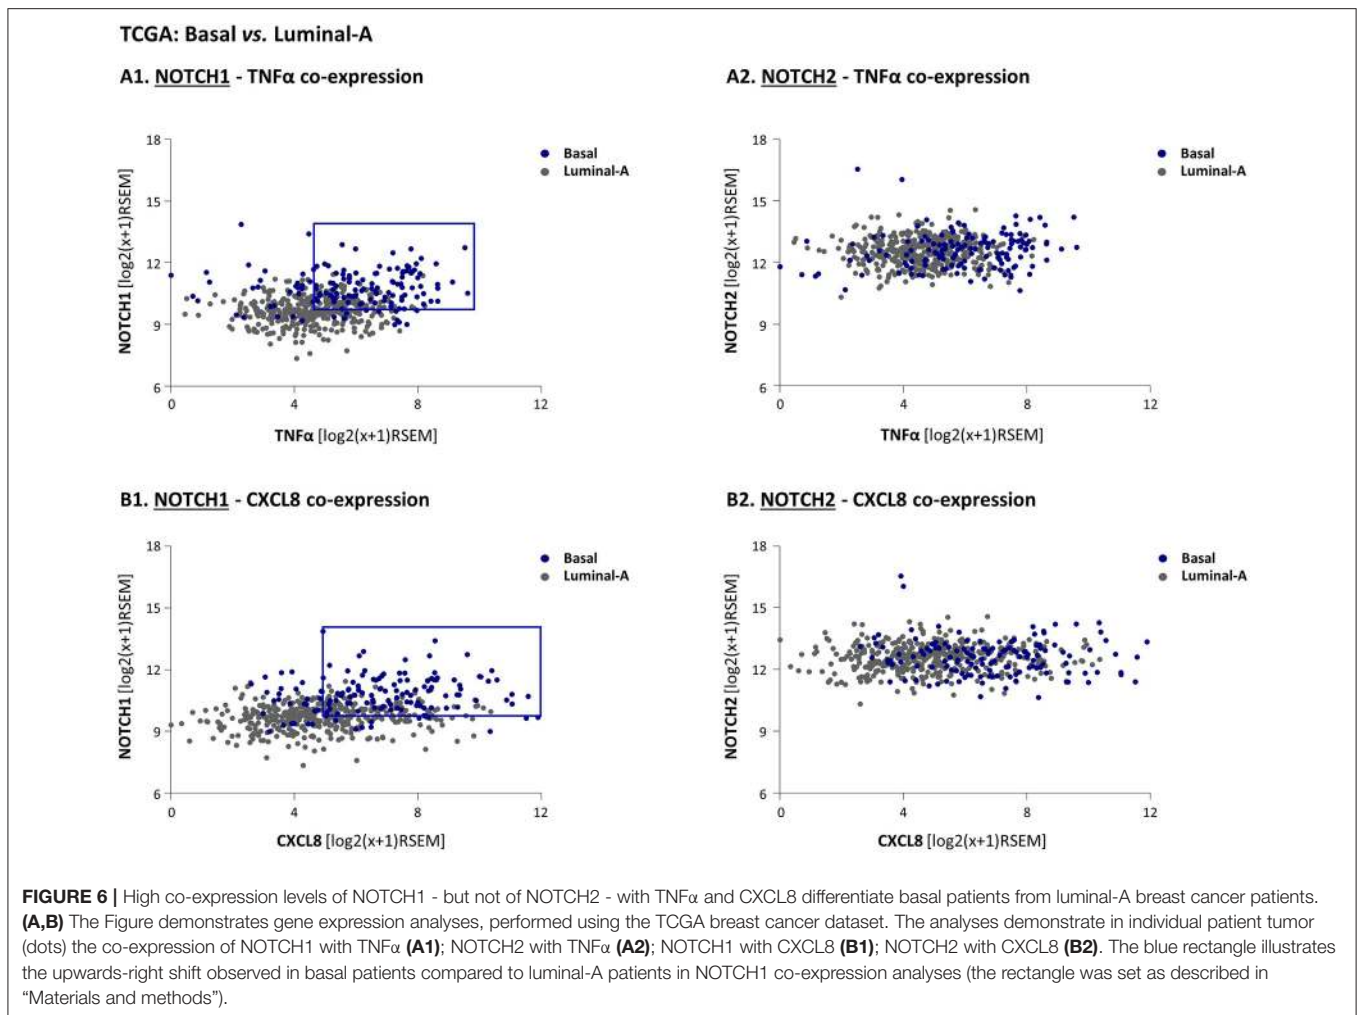 TCGA: Basal vs. Luminal-A
A1. NOTCH1 - TNFα co-expression
18
15
12
9
6
0
4
8
12
NOTCH1 [log2(x+1)RSEM]
TNFα [log2(x+1)RSEM]
Basal
Luminal-A
A2. NOTCH2 - TNFα co-expression
18
15
12
9
6
0
4
8
12
NOTCH2 [log2(x+1)RSEM]
TNFα [log2(x+1)RSEM]
Basal
Luminal-A
B1. NOTCH1 - CXCL8 co-expression
18
15
12
9
6
0
4
8
12
NOTCH1 [log2(x+1)RSEM]
CXCL8 [log2(x+1)RSEM]
Basal
Luminal-A
B2. NOTCH2 - CXCL8 co-expression
18
15
12
9
6
0
4
8
12
NOTCH2 [log2(x+1)RSEM]
CXCL8 [log2(x+1)RSEM]
Basal
Luminal-A
FIGURE 6 | High co-expression levels of NOTCH1 - but not of NOTCH2 - with TNFα and CXCL8 differentiate basal patients from luminal-A breast cancer patients.
(A,B) The Figure demonstrates gene expression analyses, performed using the TCGA breast cancer dataset. The analyses demonstrate in individual patient tumor
(dots) the co-expression of NOTCH1 with TNFα (A1); NOTCH2 with TNFα (A2); NOTCH1 with CXCL8 (B1); NOTCH2 with CXCL8 (B2). The blue rectangle illustrates
the upwards-right shift observed in basal patients compared to luminal-A patients in NOTCH1 co-expression analyses (the rectangle was set as described in
“Materials and methods”).